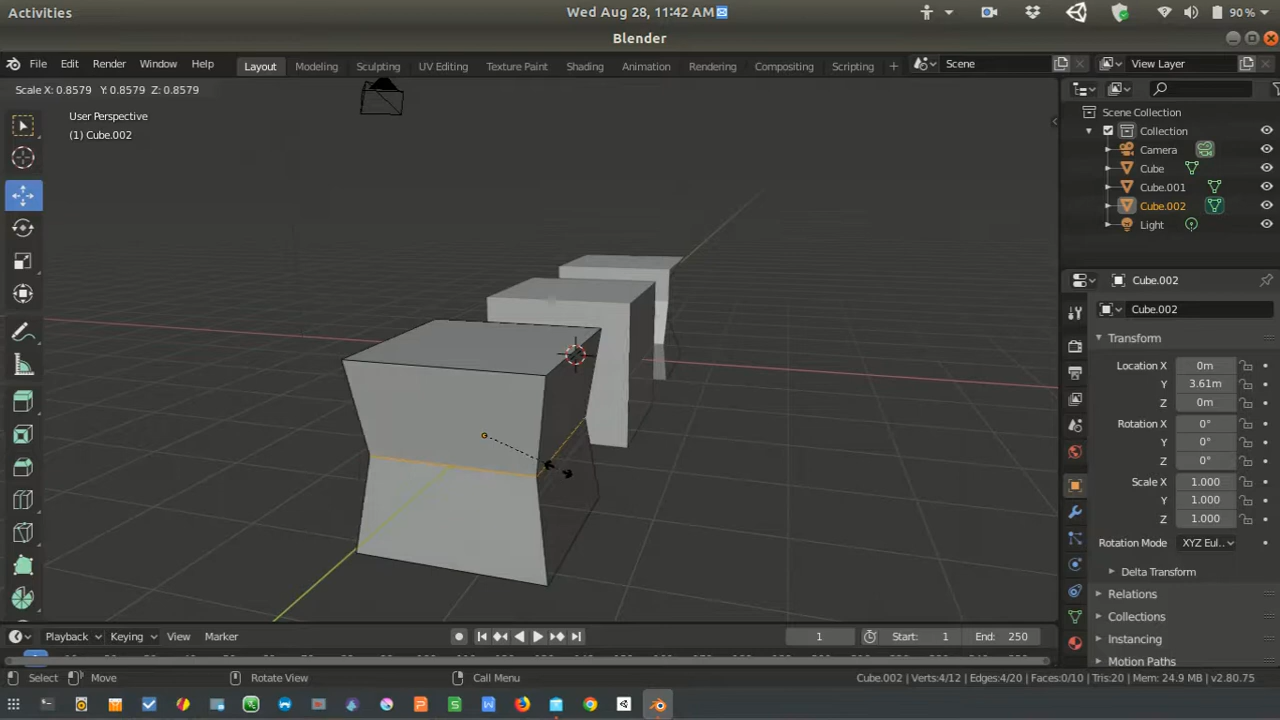 Activities
Wed Aug 28, 11:42 AM
90%
Blender
File Edit Render Window Help
Layout Modeling Sculpting UV Editing Texture Paint Shading Animation Rendering Compositing Scripting +
Scene
View Layer
Scale X: 0.8579 Y: 0.8579 Z: 0.8579
User Perspective
(1) Cube.002
Scene Collection
Collection
Camera
Cube
Cube.001
Cube.002
Light
Cube.002
Cube.002
Transform
Location X 0m
Y 3.61m
Z 0m
Rotation X 0°
Y 0°
Z 0°
Scale X 1.000
Y 1.000
Z 1.000
Rotation Mode XYZ Eul..
Delta Transform
Relations
Collections
Instancing
Motion Paths
Playback Keying View Marker
1
Start: 1
End: 250
Select Move Rotate View Call Menu
Cube.002 | Verts:4/12 | Edges:4/20 | Faces:0/10 | Tris:20 | Mem: 24.9 MB | v2.80.75